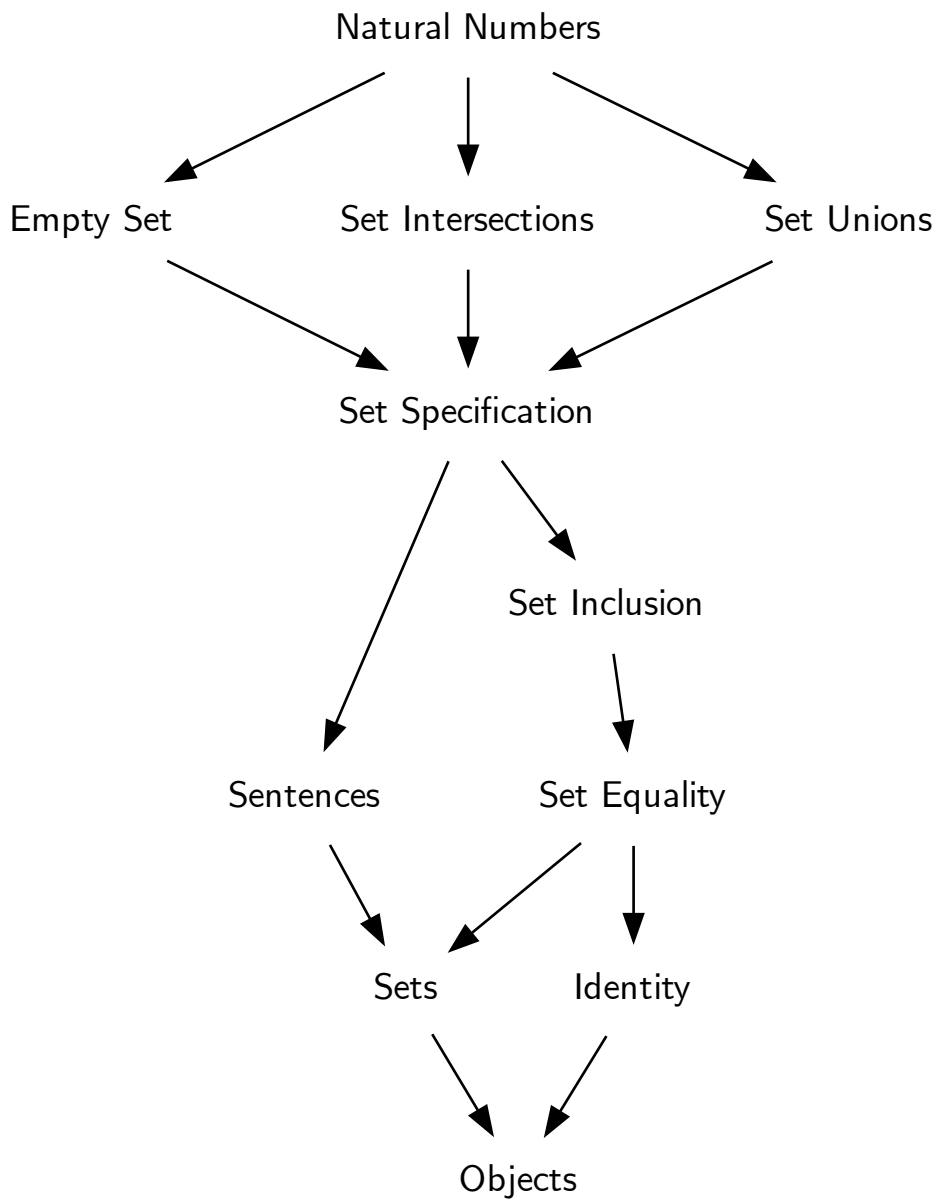 Natural Numbers
Empty Set
Set Intersections
Set Unions
Set Specification
Set Inclusion
Sentences
Set Equality
Sets
Identity
Objects